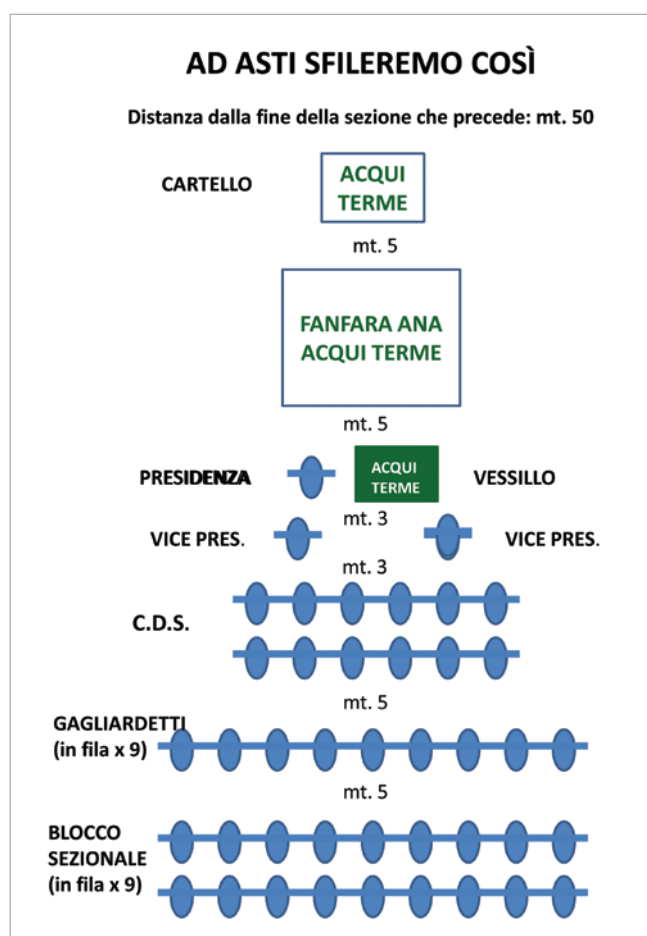 AD ASTI SFILEREMO COSÌ
Distanza dalla fine della sezione che precede: mt. 50
CARTELLO
ACQUI
TERME
mt. 5
FANFARA ANA
ACQUI TERME
mt. 5
PRESIDENZA
ACQUI
TERME
VESSILLO
mt. 3
VICE PRES.
VICE PRES.
mt. 3
C.D.S.
mt. 5
GAGLIARDETTI
(in fila x 9)
mt. 5
BLOCCO
SEZIONALE
(in fila x 9)